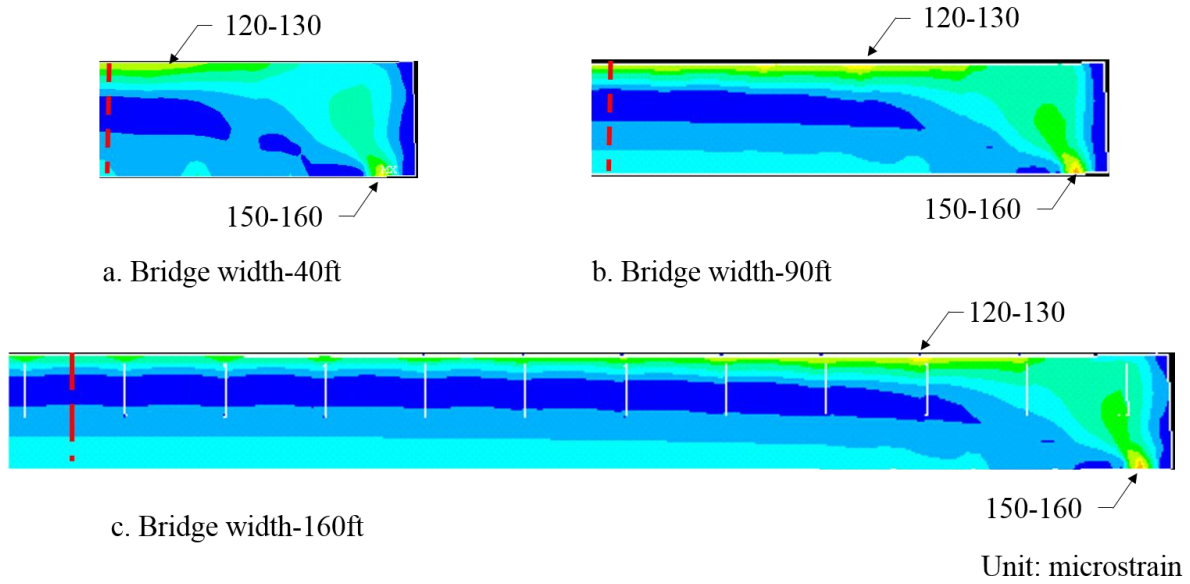 120-130
120-130
150-160
150-160
a. Bridge width-40ft
b. Bridge width-90ft
120-130
150-160
c. Bridge width-160ft
Unit: microstrain